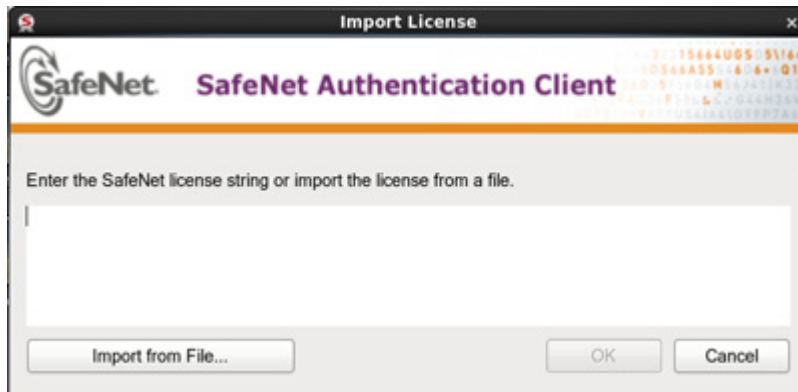 Import License
SafeNet. SafeNet Authentication Client
Enter the SafeNet license string or import the license from a file.
Import from File...
OK
Cancel